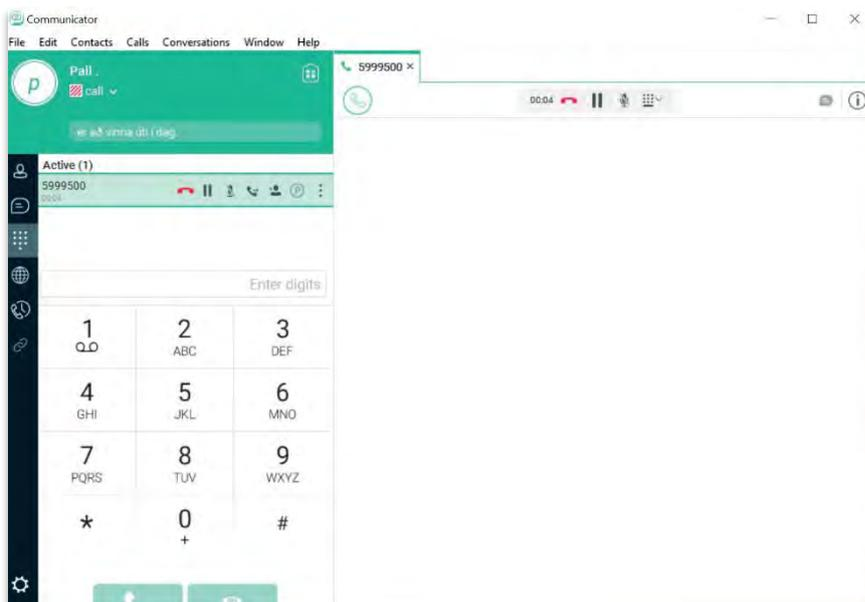 Communicator
File Edit Contacts Calls Conversations Window Help
p
Pall .
call
er að vinna úti í dag
5999500 ×
00:04
Active (1)
5999500
00:04
P
Enter digits
1
2 ABC
3 DEF
4 GHI
5 JKL
6 MNO
7 PQRS
8 TUV
9 WXYZ
*
0 +
#